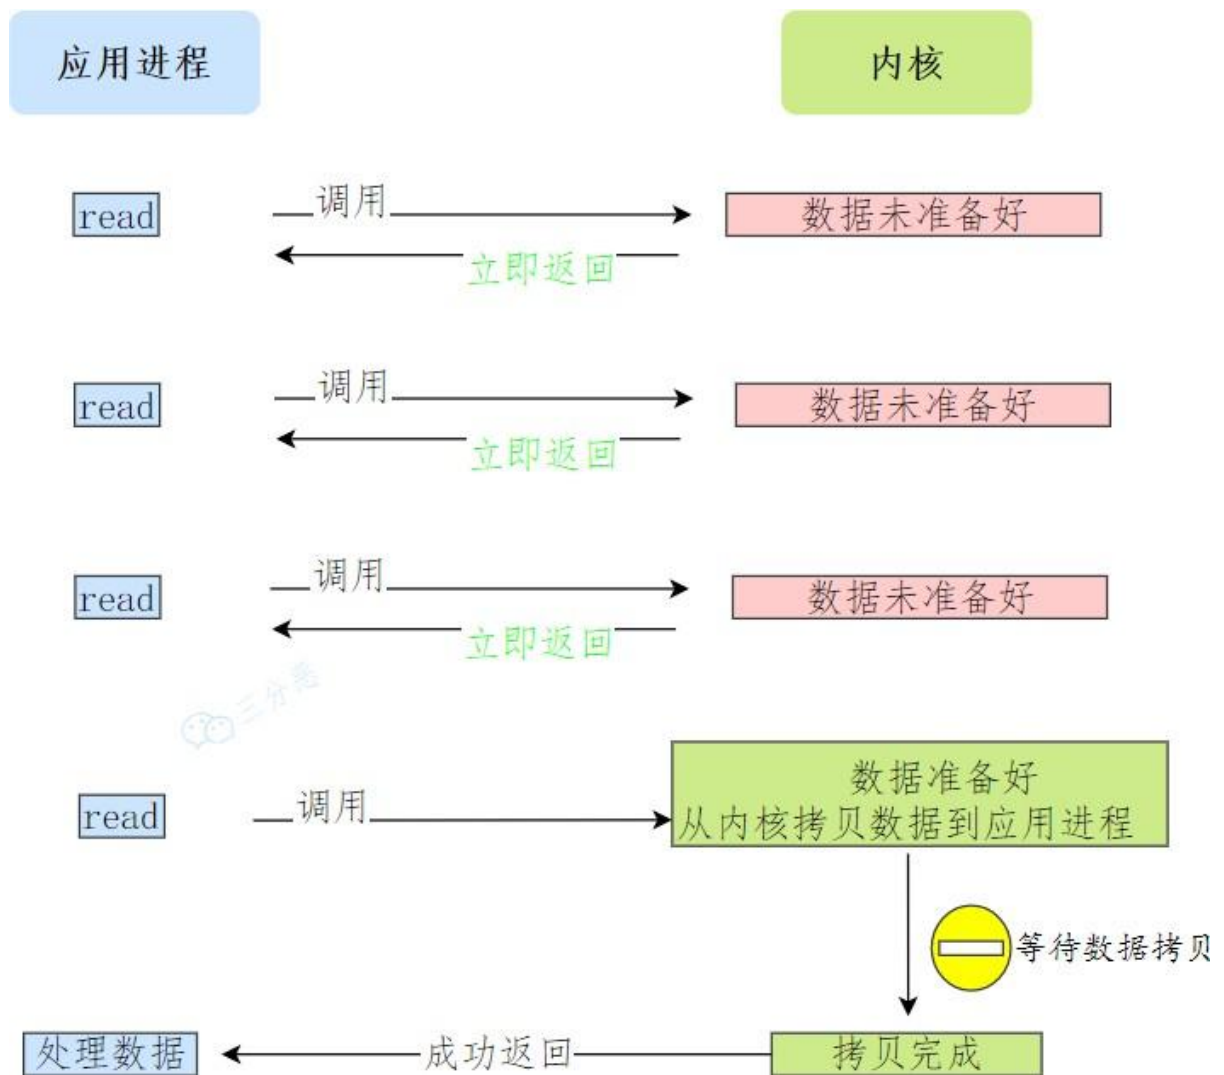 应用进程
内核
read
调用
数据未准备好
立即返回
read
调用
数据未准备好
立即返回
read
调用
数据未准备好
立即返回
三分恶
数据准备好
read
调用
从内核拷贝数据到应用进程
等待数据拷贝
处理数据
成功返回
拷贝完成